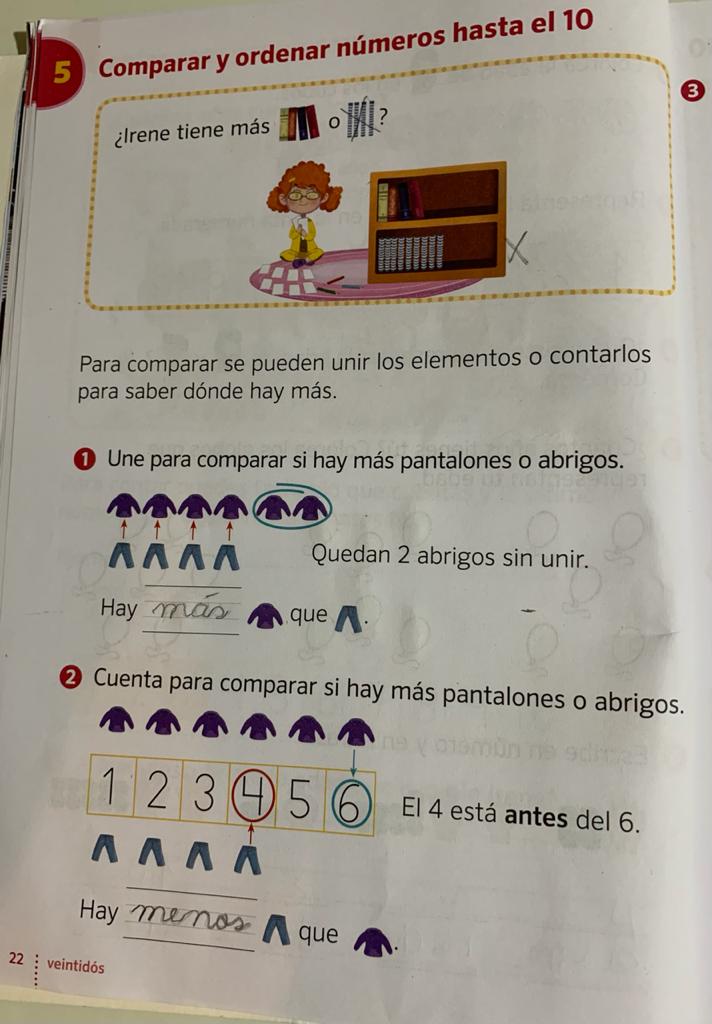 5 Comparar y ordenar números hasta el 10
3
¿Irene tiene más o ?
Para comparar se pueden unir los elementos o contarlos
para saber dónde hay más.
1 Une para comparar si hay más pantalones o abrigos.
Quedan 2 abrigos sin unir.
Hay más que .
2 Cuenta para comparar si hay más pantalones o abrigos.
1 2 3 4 5 6 El 4 está antes del 6.
Hay menos que .
22 veintidós